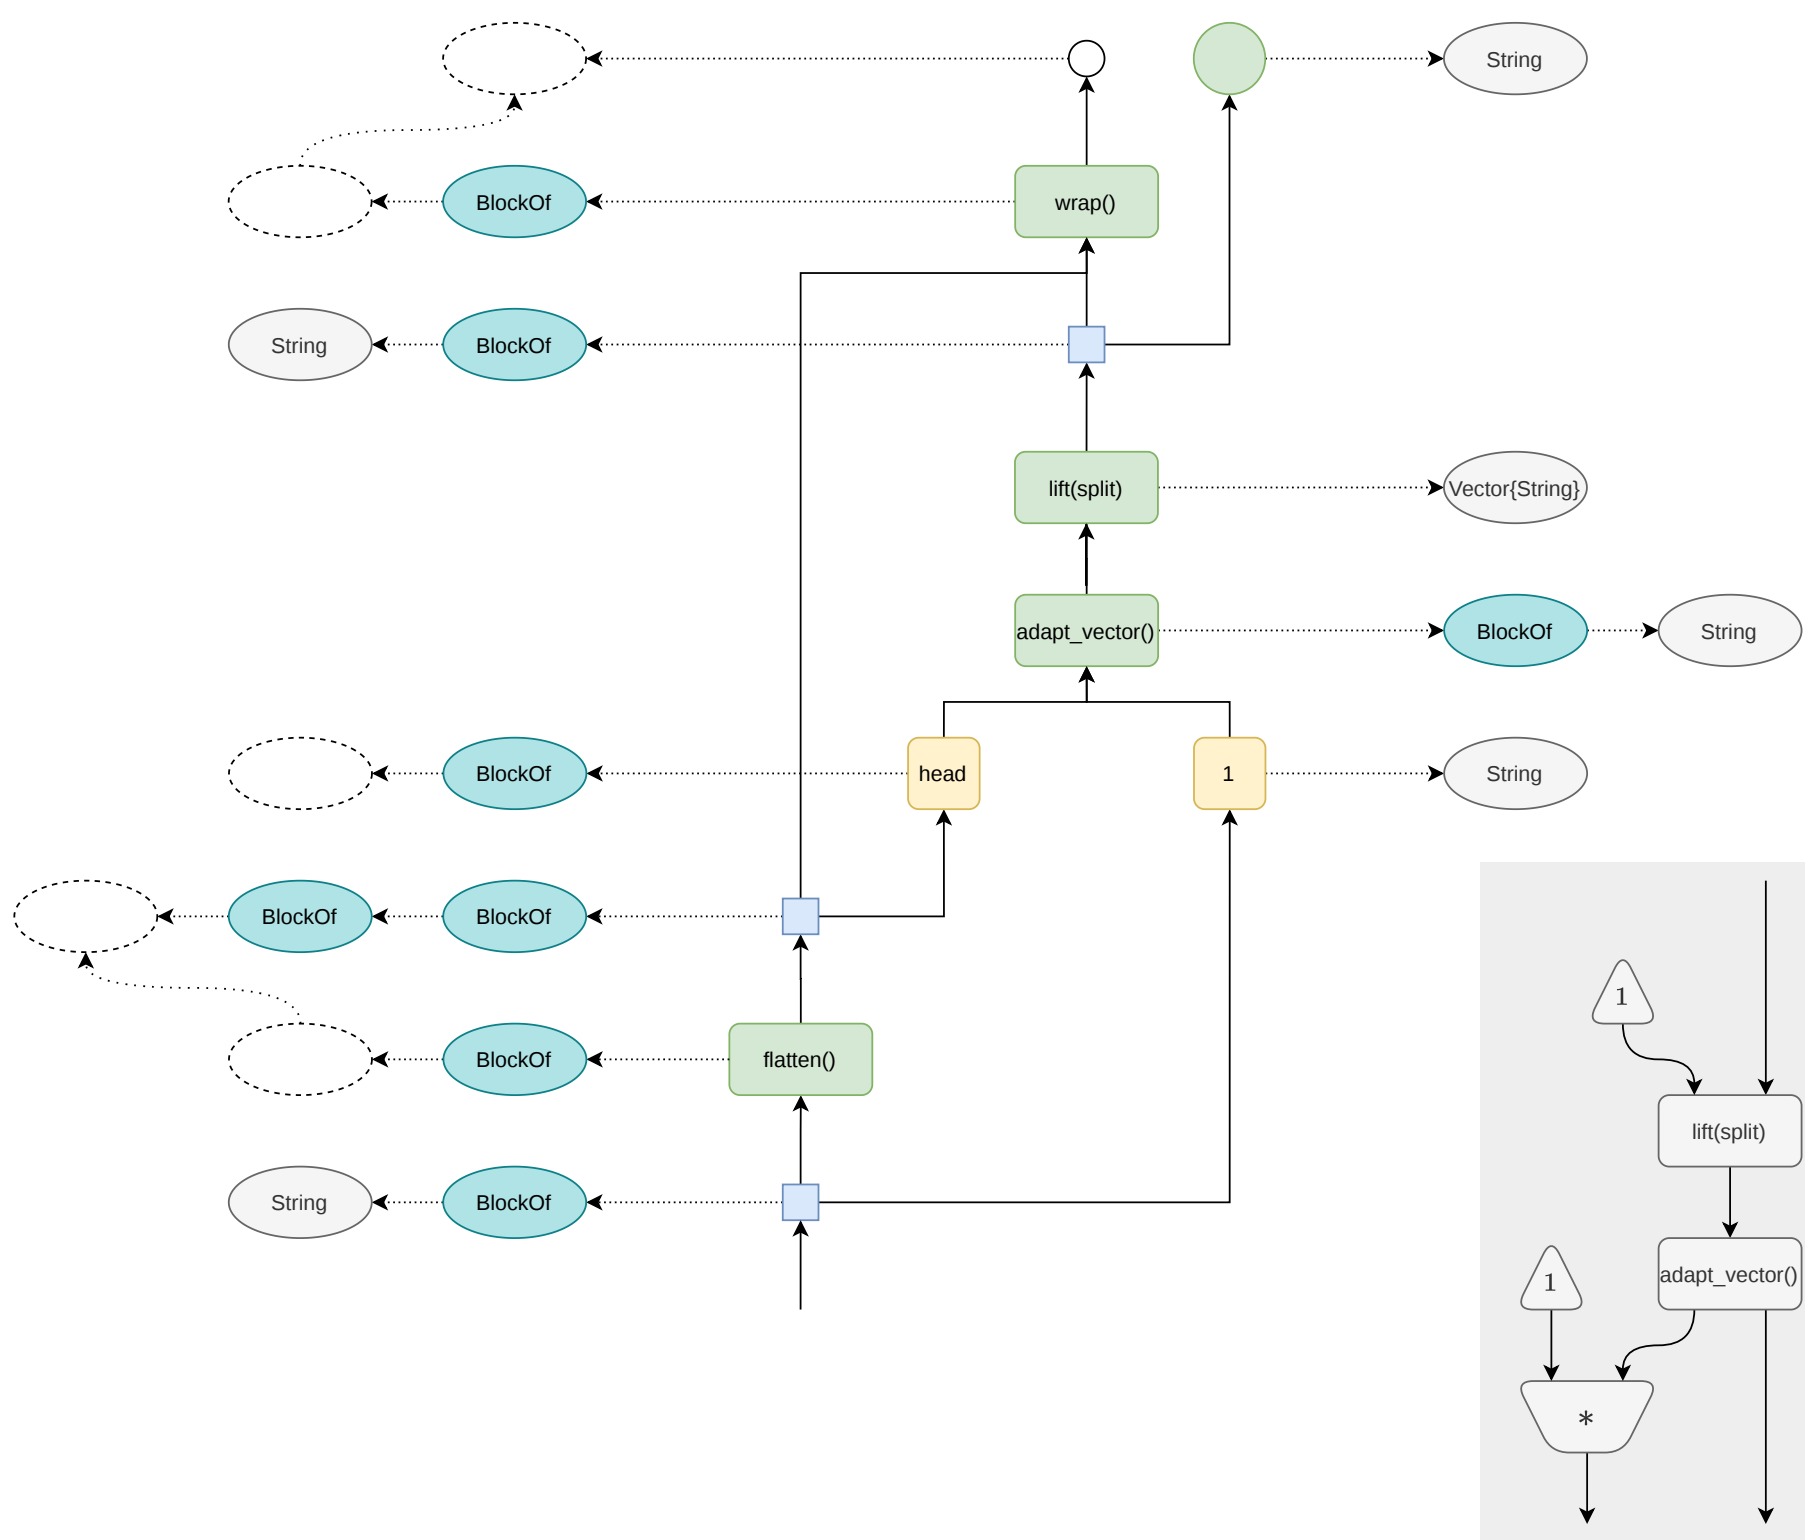 String
BlockOf
wrap()
String
BlockOf
lift(split)
Vector{String}
adapt_vector()
BlockOf
String
BlockOf
head
1
String
BlockOf
BlockOf
1
BlockOf
flatten()
lift(split)
String
BlockOf
1
adapt_vector()
*